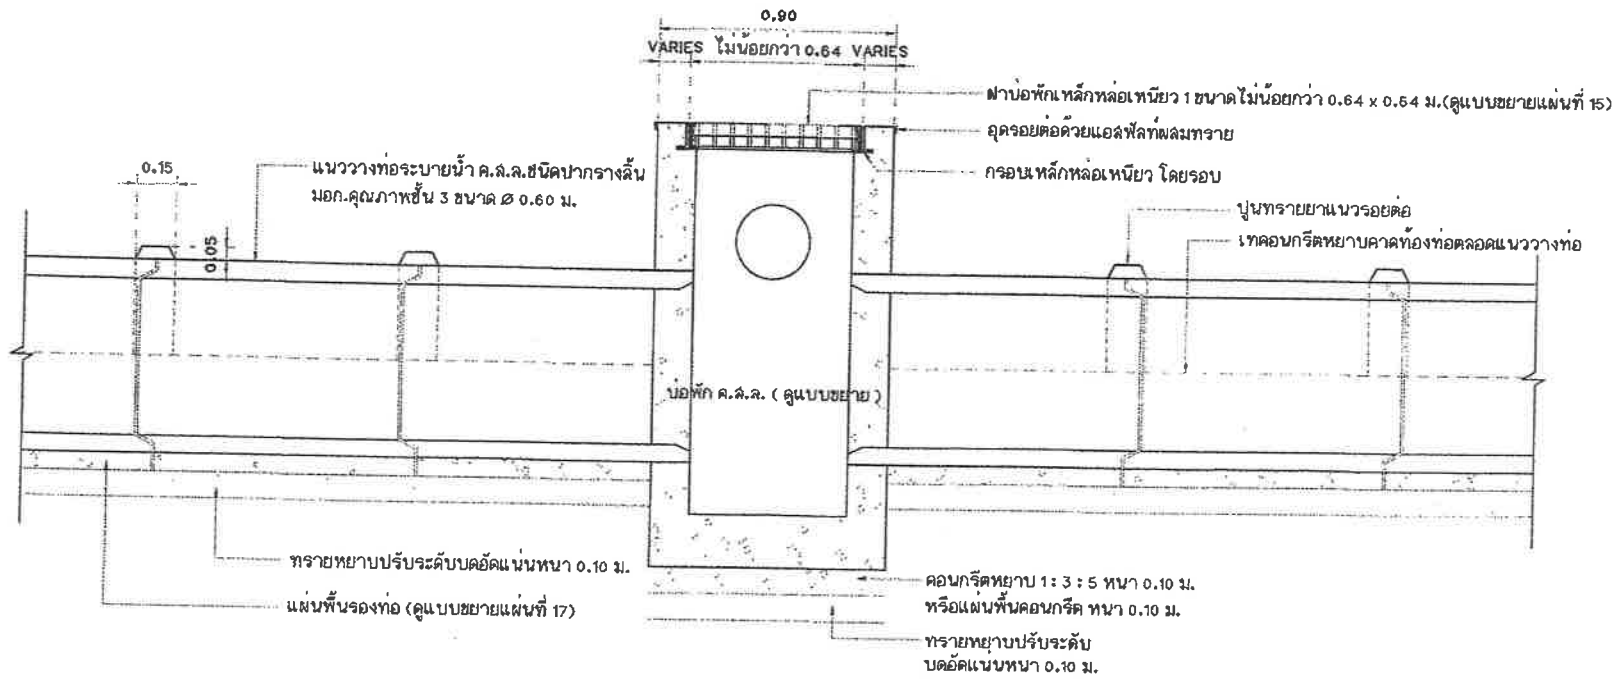 0.90
VARIES ไม่น้อยกว่า 0.64 VARIES
ฝาบ่อพักเหล็กหล่อเหนียว 1 ขนาดไม่น้อยกว่า 0.64 x 0.64 ม.(ดูแบบขยายแผ่นที่ 15)
อุดรอยต่อด้วยแอสฟัลท์ผสมทราย
กรอบเหล็กหล่อเหนียว โดยรอบ
0.15
แนววางท่อระบายน้ำ ค.ส.ล.ชนิดปากรางลิ้น
มอก.คุณภาพชั้น 3 ขนาด Ø 0.60 ม.
0.05
ปูนทรายยาแนวรอยต่อ
เทคอนกรีตหยาบคาดท้องท่อตลอดแนววางท่อ
บ่อพัก ค.ส.ล. ( ดูแบบขยาย )
ทรายหยาบปรับระดับบดอัดแน่นหนา 0.10 ม.
แผ่นพื้นรองท่อ (ดูแบบขยายแผ่นที่ 17)
คอนกรีตหยาบ 1 : 3 : 5 หนา 0.10 ม.
หรือแผ่นพื้นคอนกรีต หนา 0.10 ม.
ทรายหยาบปรับระดับ
บดอัดแน่นหนา 0.10 ม.